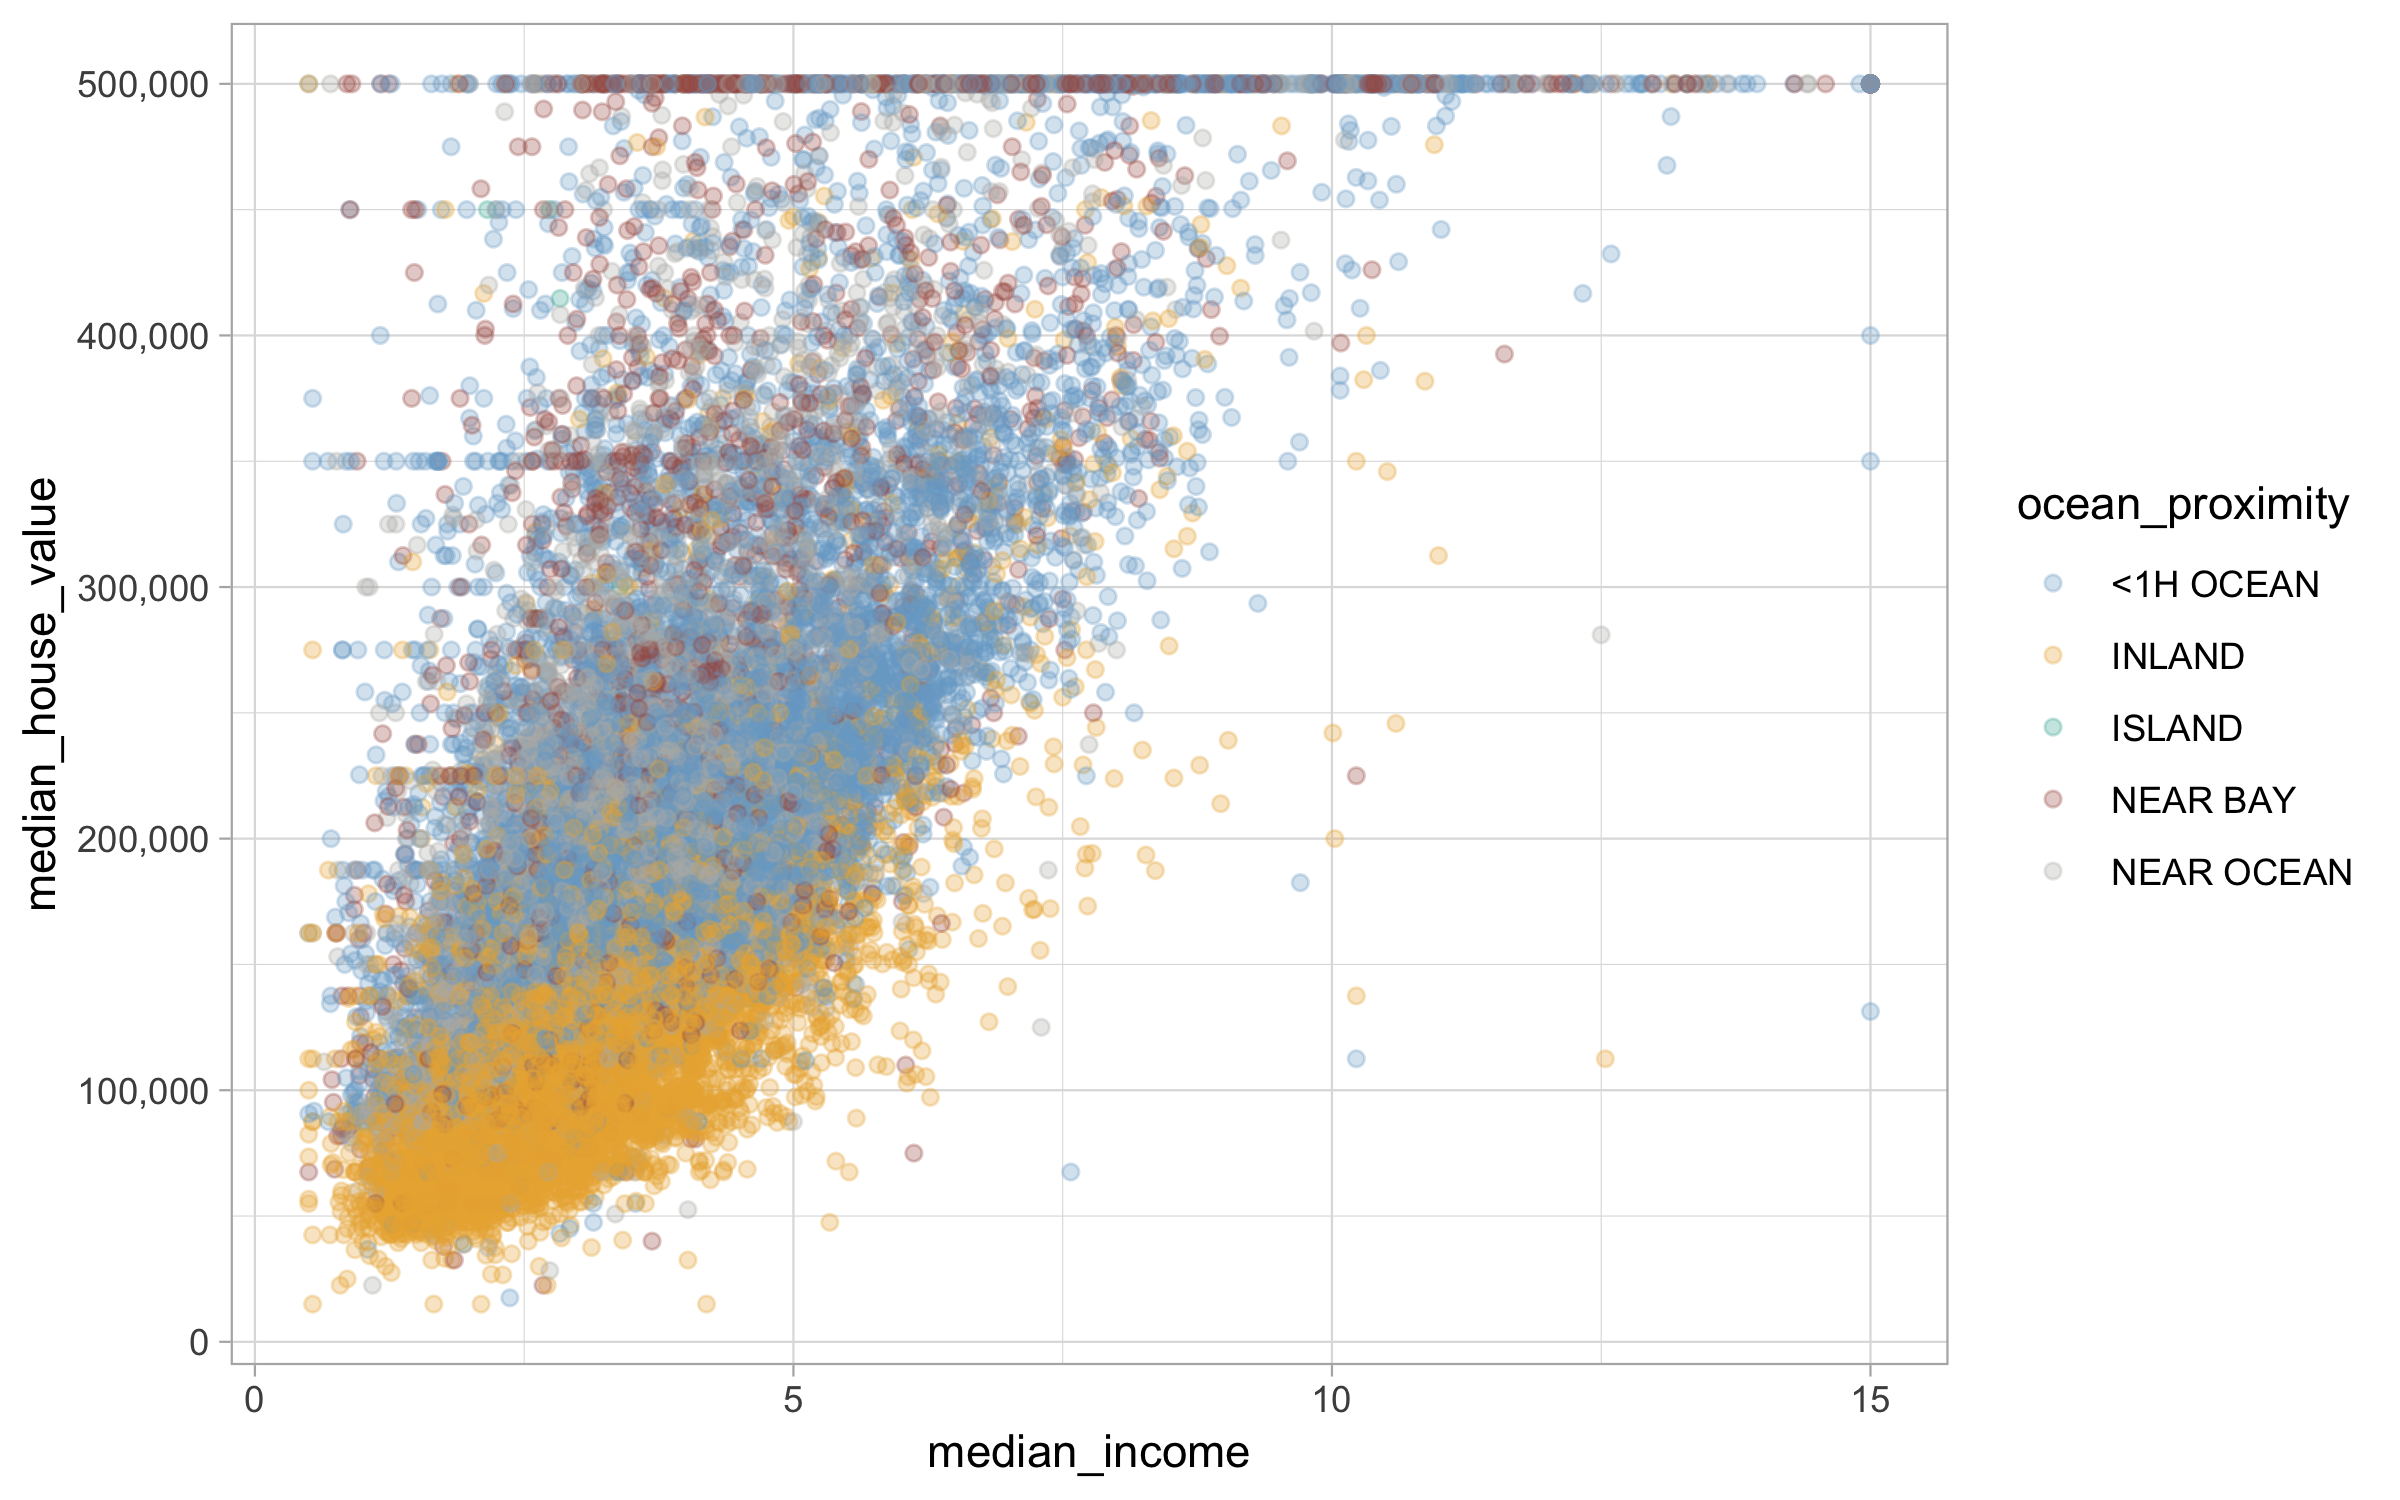 500,000
400,000
300,000
200,000
100,000
0
median_house_value
0 5 10 15
median_income
ocean_proximity
<1H OCEAN
INLAND
ISLAND
NEAR BAY
NEAR OCEAN